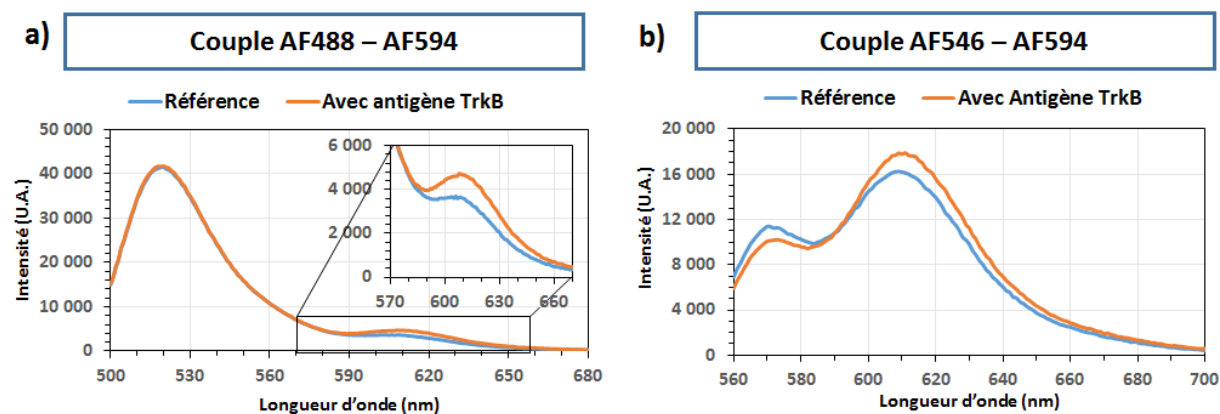 a)
Couple AF488 – AF594
Référence
Avec antigène TrkB
Intensité (U.A.)
50 000
40 000
30 000
20 000
10 000
0
500 530 560 590 620 650 680
Longueur d'onde (nm)
6 000
4 000
2 000
0
570 600 630 660
b)
Couple AF546 – AF594
Référence
Avec Antigène TrkB
Intensité (U.A.)
20 000
16 000
12 000
8 000
4 000
0
560 580 600 620 640 660 680 700
Longueur d'onde (nm)